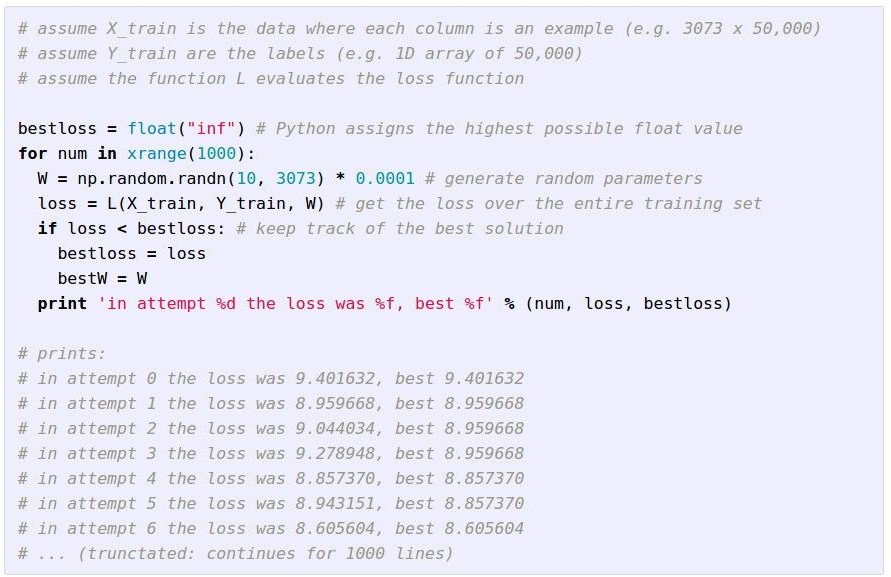 # assume X_train is the data where each column is an example (e.g. 3073 x 50,000)
# assume Y_train are the labels (e.g. 1D array of 50,000)
# assume the function L evaluates the loss function

bestloss = float("inf") # Python assigns the highest possible float value
for num in xrange(1000):
  W = np.random.randn(10, 3073) * 0.0001 # generate random parameters
  loss = L(X_train, Y_train, W) # get the loss over the entire training set
  if loss < bestloss: # keep track of the best solution
    bestloss = loss
    bestW = W
  print 'in attempt %d the loss was %f, best %f' % (num, loss, bestloss)

# prints:
# in attempt 0 the loss was 9.401632, best 9.401632
# in attempt 1 the loss was 8.959668, best 8.959668
# in attempt 2 the loss was 9.044034, best 8.959668
# in attempt 3 the loss was 9.278948, best 8.959668
# in attempt 4 the loss was 8.857370, best 8.857370
# in attempt 5 the loss was 8.943151, best 8.857370
# in attempt 6 the loss was 8.605604, best 8.605604
# ... (trunctated: continues for 1000 lines)